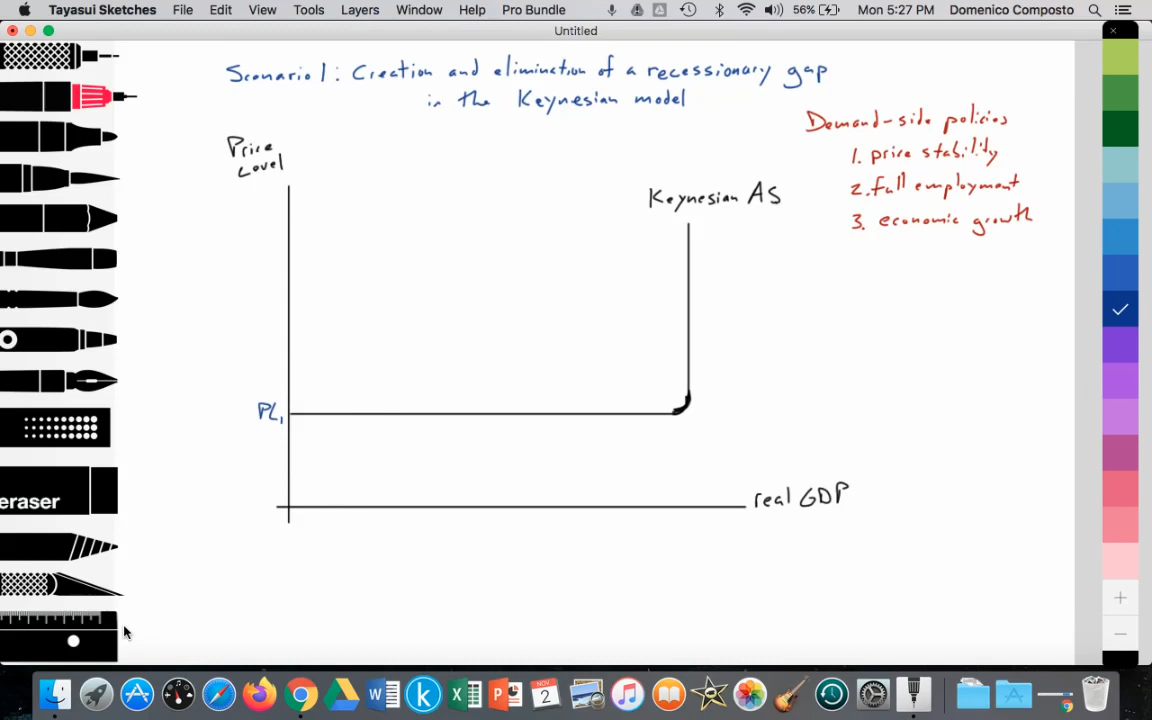 Tayasui Sketches File Edit View Tools Layers Window Help Pro Bundle 56% Mon 5:27 PM Domenico Composto
Untitled
Scenario 1: Creation and elimination of a recessionary gap
in the Keynesian model
Demand-side policies
1. price stability
2. full employment
3. economic growth
Price
Level
Keynesian AS
PL1
real GDP
eraser
NOV
2